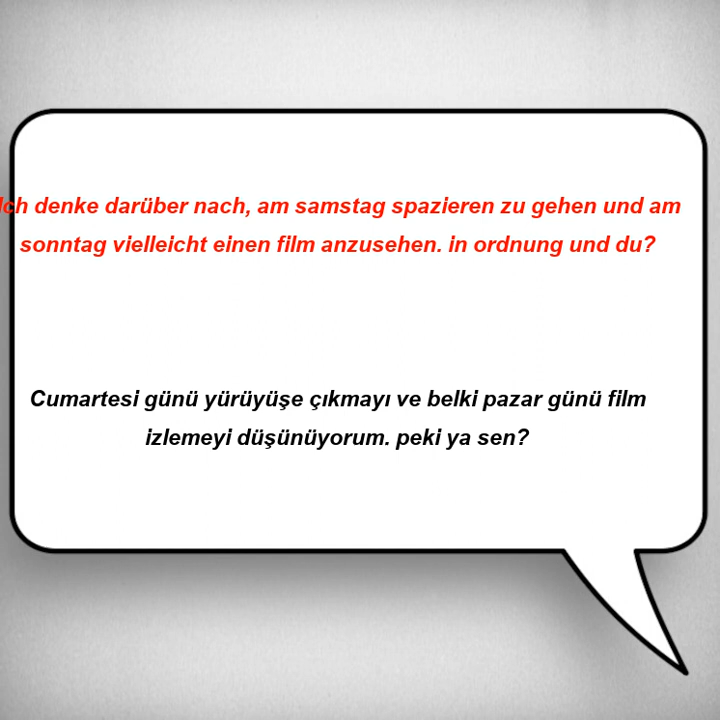 Ich denke darüber nach, am samstag spazieren zu gehen und am
sonntag vielleicht einen film anzusehen. in ordnung und du?
Cumartesi günü yürüyüşe çıkmayı ve belki pazar günü film
izlemeyi düşünüyorum. peki ya sen?